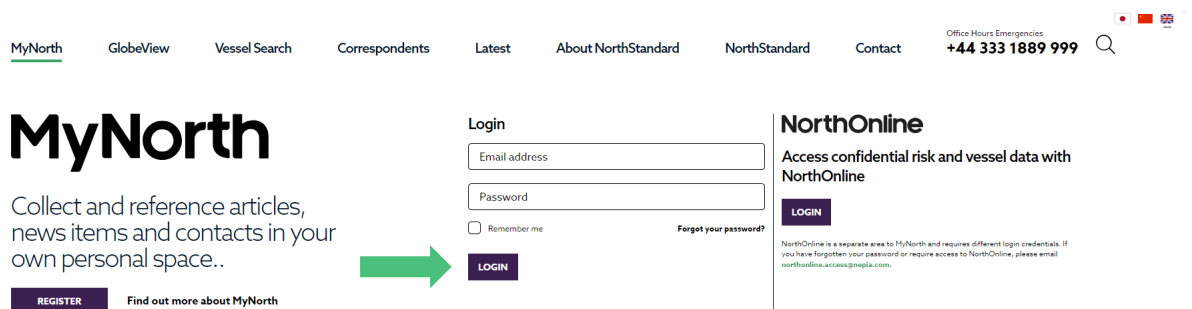 MyNorth
GlobeView
Vessel Search
Correspondents
Latest
About NorthStandard
NorthStandard
Contact
Office Hours Emergencies
+44 333 1889 999
MyNorth
Collect and reference articles,
news items and contacts in your
own personal space..
REGISTER
Find out more about MyNorth
Login
Email address
Password
Remember me
Forgot your password?
LOGIN
NorthOnline
Access confidential risk and vessel data with
NorthOnline
LOGIN
NorthOnline is a separate area to MyNorth and requires different login credentials. If
you have forgotten your password or require access to NorthOnline, please email
northonline.access@nepia.com.